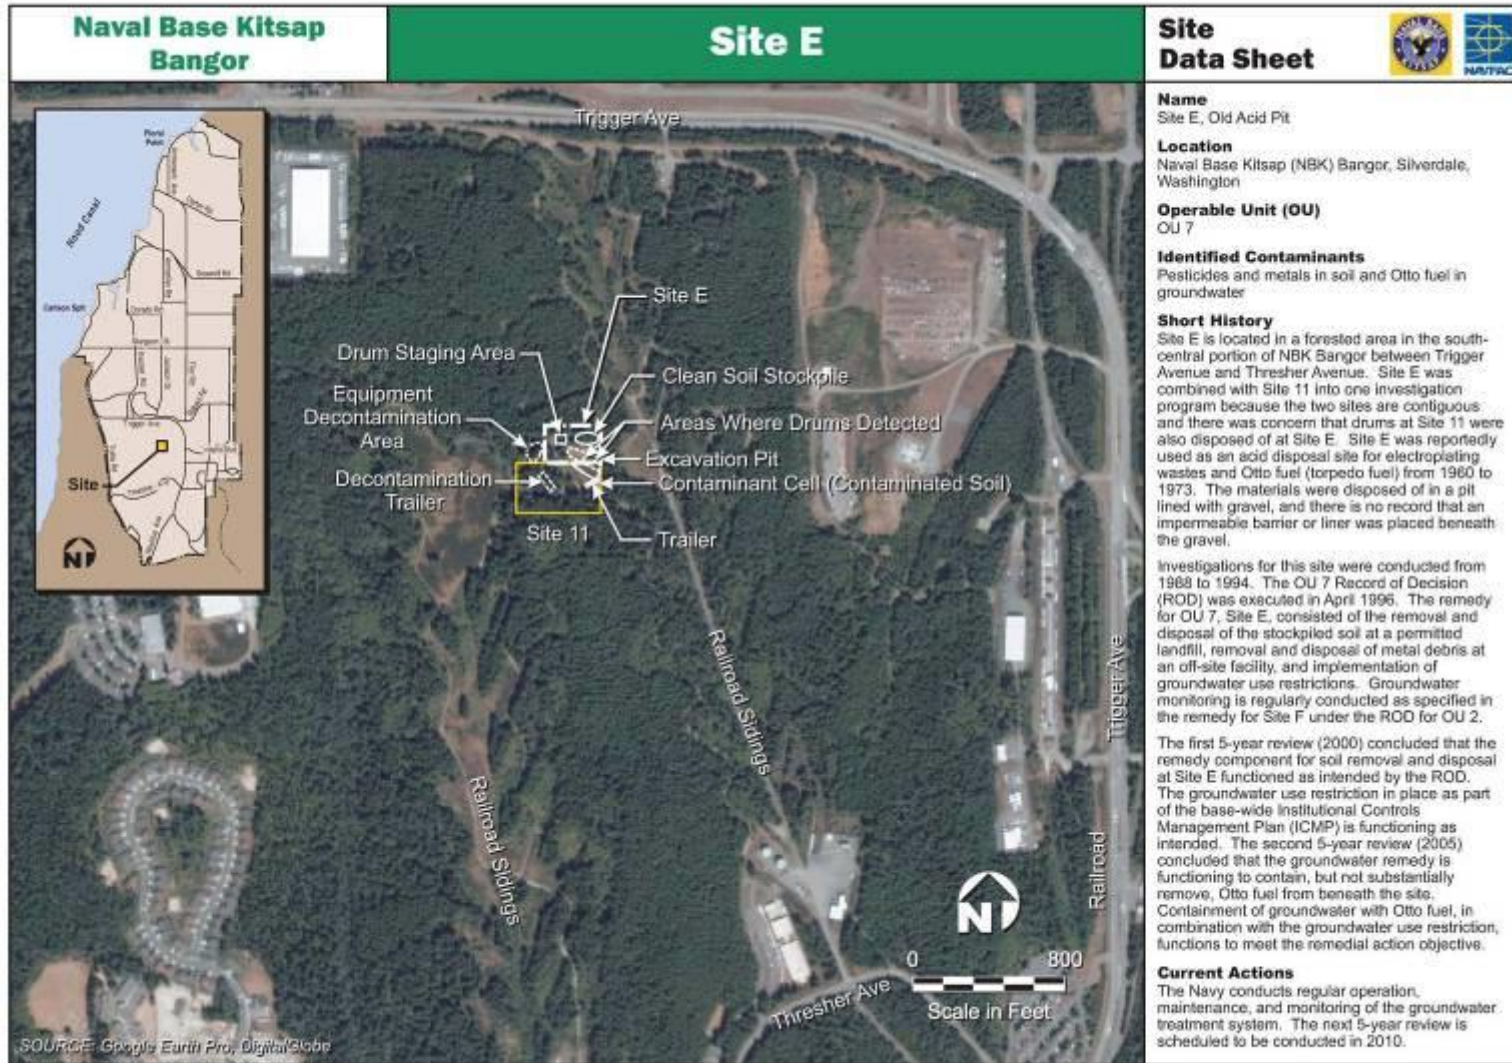 Naval Base Kitsap
Bangor
Site E
Site
Data Sheet
NAVFAC
Name
Site E, Old Acid Pit
Location
Naval Base Kitsap (NBK) Bangor, Silverdale,
Washington
Operable Unit (OU)
OU 7
Identified Contaminants
Pesticides and metals in soil and Otto fuel in
groundwater
Short History
Site E is located in a forested area in the south-
central portion of NBK Bangor between Trigger
Avenue and Thresher Avenue. Site E was
combined with Site 11 into one investigation
program because the two sites are contiguous
and there was concern that drums at Site 11 were
also disposed of at Site E. Site E was reportedly
used as an acid disposal site for electroplating
wastes and Otto fuel (torpedo fuel) from 1960 to
1973. The materials were disposed of in a pit
lined with gravel, and there is no record that an
impermeable barrier or liner was placed beneath
the gravel.
Investigations for this site were conducted from
1988 to 1994. The OU 7 Record of Decision
(ROD) was executed in April 1996. The remedy
for OU 7, Site E, consisted of the removal and
disposal of the stockpiled soil at a permitted
landfill, removal and disposal of metal debris at
an off-site facility, and implementation of
groundwater use restrictions. Groundwater
monitoring is regularly conducted as specified in
the remedy for Site F under the ROD for OU 2.
The first 5-year review (2000) concluded that the
remedy component for soil removal and disposal
at Site E functioned as intended by the ROD.
The groundwater use restriction in place as part
of the base-wide Institutional Controls
Management Plan (ICMP) is functioning as
intended. The second 5-year review (2005)
concluded that the groundwater remedy is
functioning to contain, but not substantially
remove, Otto fuel from beneath the site.
Containment of groundwater with Otto fuel, in
combination with the groundwater use restriction,
functions to meet the remedial action objective.
Current Actions
The Navy conducts regular operation,
maintenance, and monitoring of the groundwater
treatment system. The next 5-year review is
scheduled to be conducted in 2010.
Trigger Ave
Floral
Point
Hood Canal
Carlson Spit
Trigger Ave
Site
N
Site E
Drum Staging Area
Clean Soil Stockpile
Equipment
Decontamination
Area
Areas Where Drums Detected
Excavation Pit
Decontamination
Trailer
Contaminant Cell (Contaminated Soil)
Site 11
Trailer
Railroad Sidings
Railroad Sidings
Trigger Ave
Railroad
N
0 800
Scale in Feet
Thresher Ave
SOURCE: Google Earth Pro, DigitalGlobe